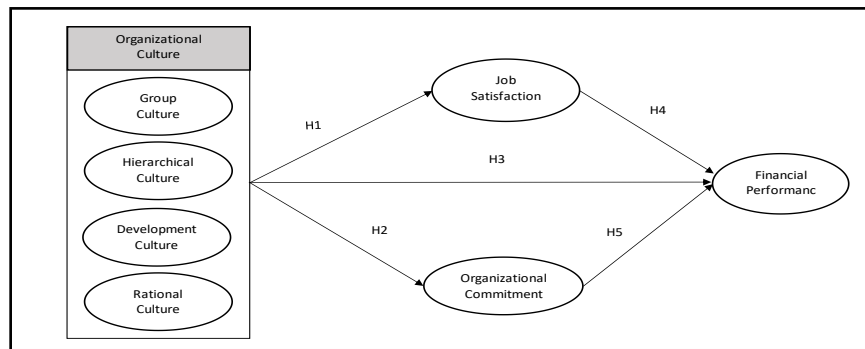 Organizational
Culture
Group
Culture
Hierarchical
Culture
Development
Culture
Rational
Culture
H1
H3
H2
Job
Satisfaction
H4
H5
Organizational
Commitment
Financial
Performanc